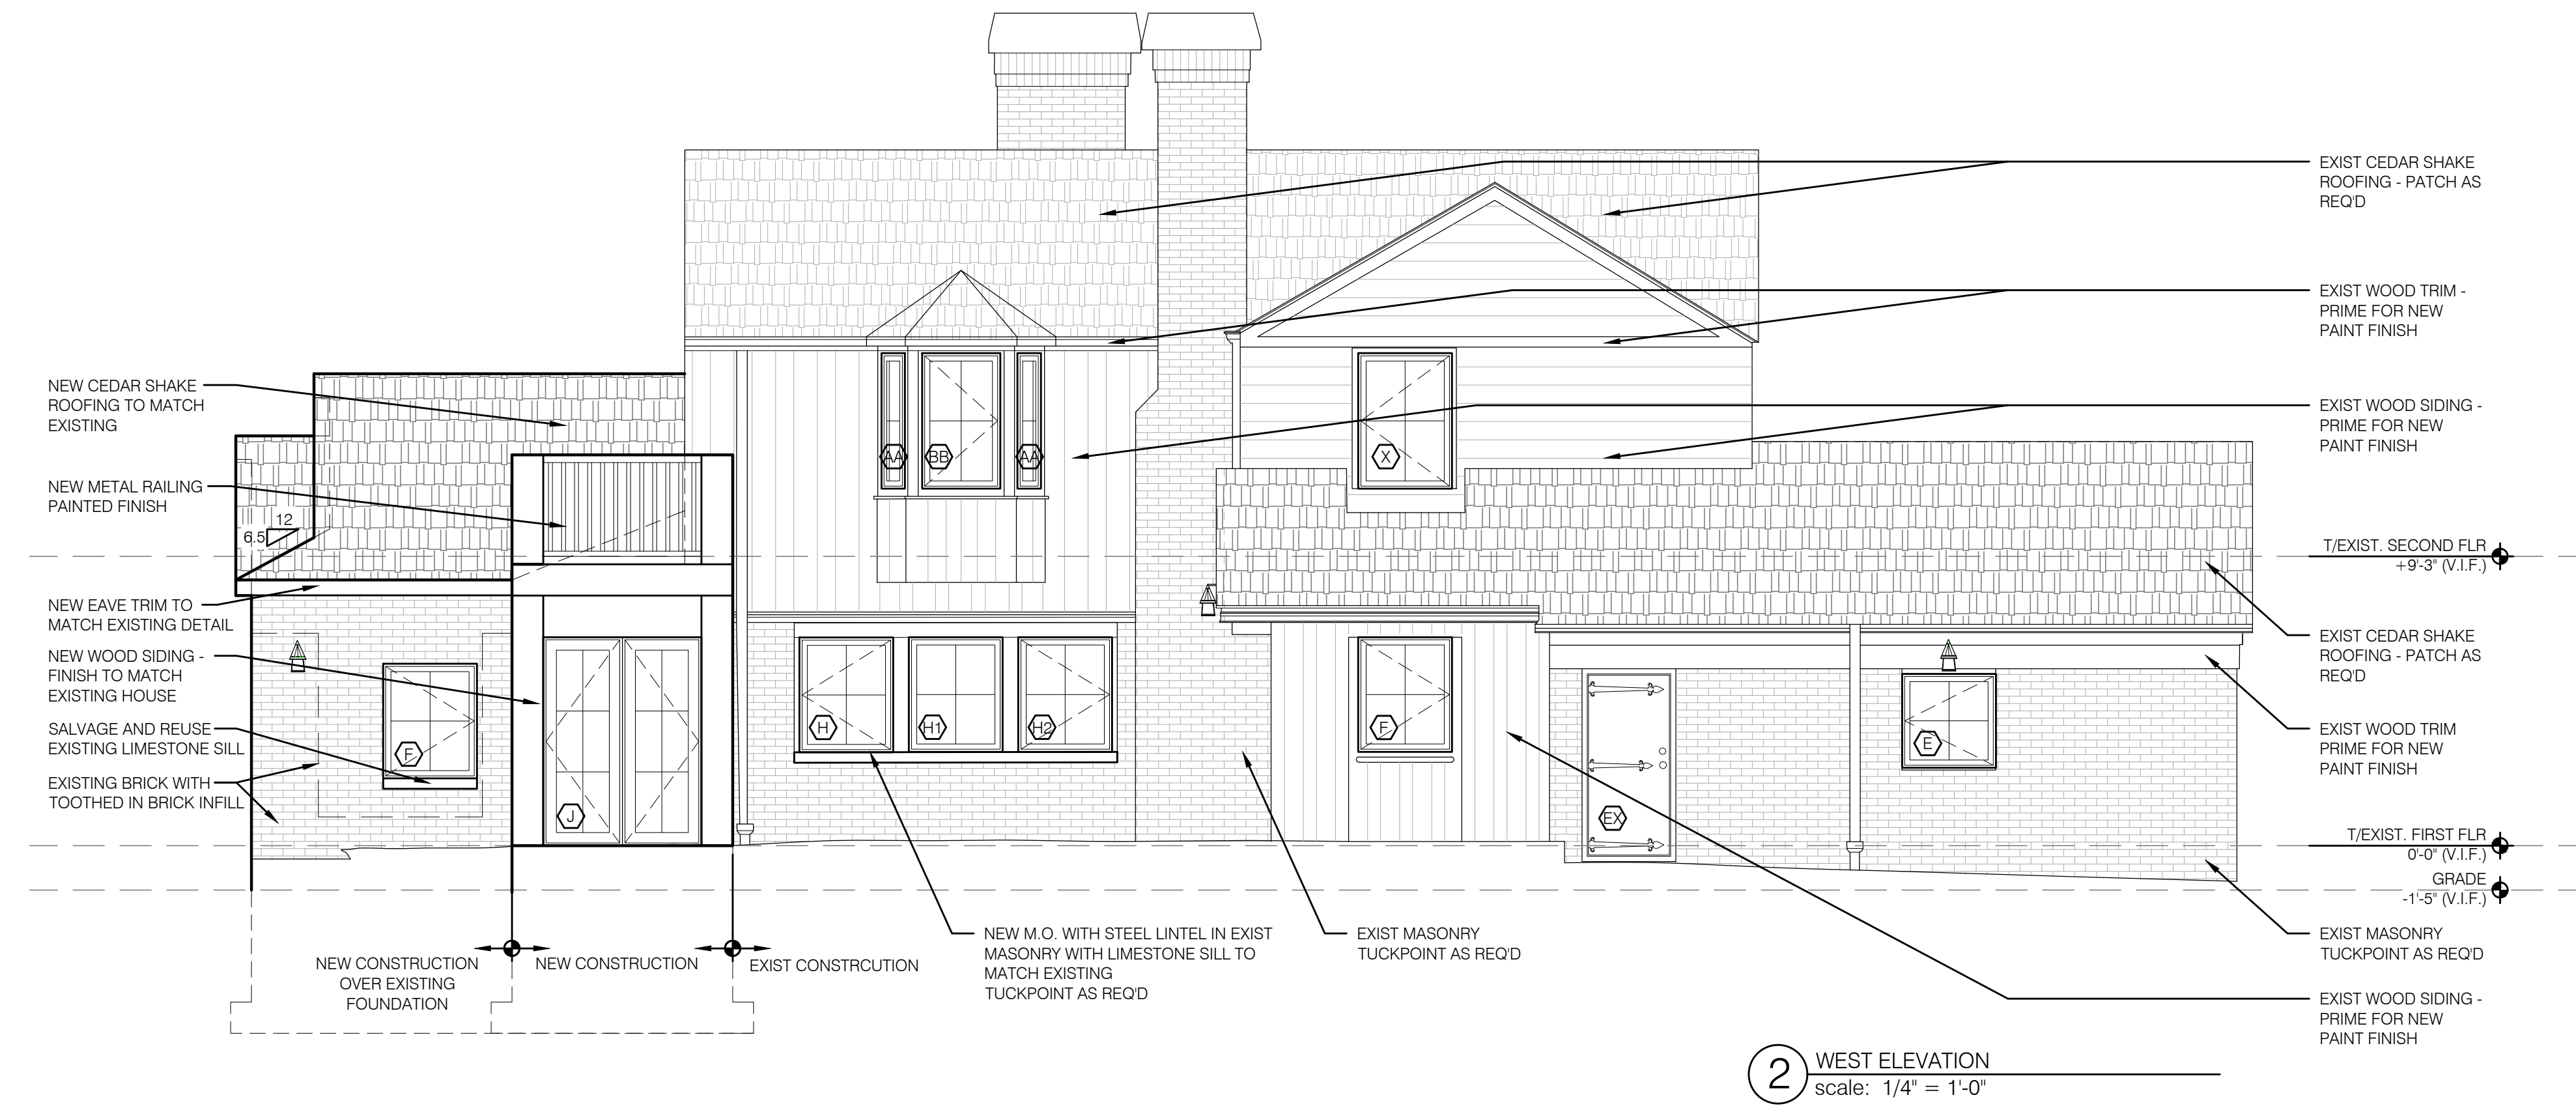 EXIST CEDAR SHAKE
ROOFING - PATCH AS
REQ'D
EXIST WOOD TRIM -
PRIME FOR NEW
PAINT FINISH
EXIST WOOD SIDING -
PRIME FOR NEW
PAINT FINISH
NEW CEDAR SHAKE
ROOFING TO MATCH
EXISTING
NEW METAL RAILING
PAINTED FINISH
12
6.5
NEW EAVE TRIM TO
MATCH EXISTING DETAIL
NEW WOOD SIDING -
FINISH TO MATCH
EXISTING HOUSE
SALVAGE AND REUSE
EXISTING LIMESTONE SILL
EXISTING BRICK WITH
TOOTHED IN BRICK INFILL
AA
BB
AA
X
F
J
H
H1
H2
F
EX
E
T/EXIST. SECOND FLR
+9'-3" (V.I.F.)
EXIST CEDAR SHAKE
ROOFING - PATCH AS
REQ'D
EXIST WOOD TRIM
PRIME FOR NEW
PAINT FINISH
T/EXIST. FIRST FLR
0'-0" (V.I.F.)
GRADE
-1'-5" (V.I.F.)
EXIST MASONRY
TUCKPOINT AS REQ'D
EXIST WOOD SIDING -
PRIME FOR NEW
PAINT FINISH
NEW CONSTRUCTION
OVER EXISTING
FOUNDATION
NEW CONSTRUCTION
EXIST CONSTRCUTION
NEW M.O. WITH STEEL LINTEL IN EXIST
MASONRY WITH LIMESTONE SILL TO
MATCH EXISTING
TUCKPOINT AS REQ'D
EXIST MASONRY
TUCKPOINT AS REQ'D
2
WEST ELEVATION
scale: 1/4" = 1'-0"